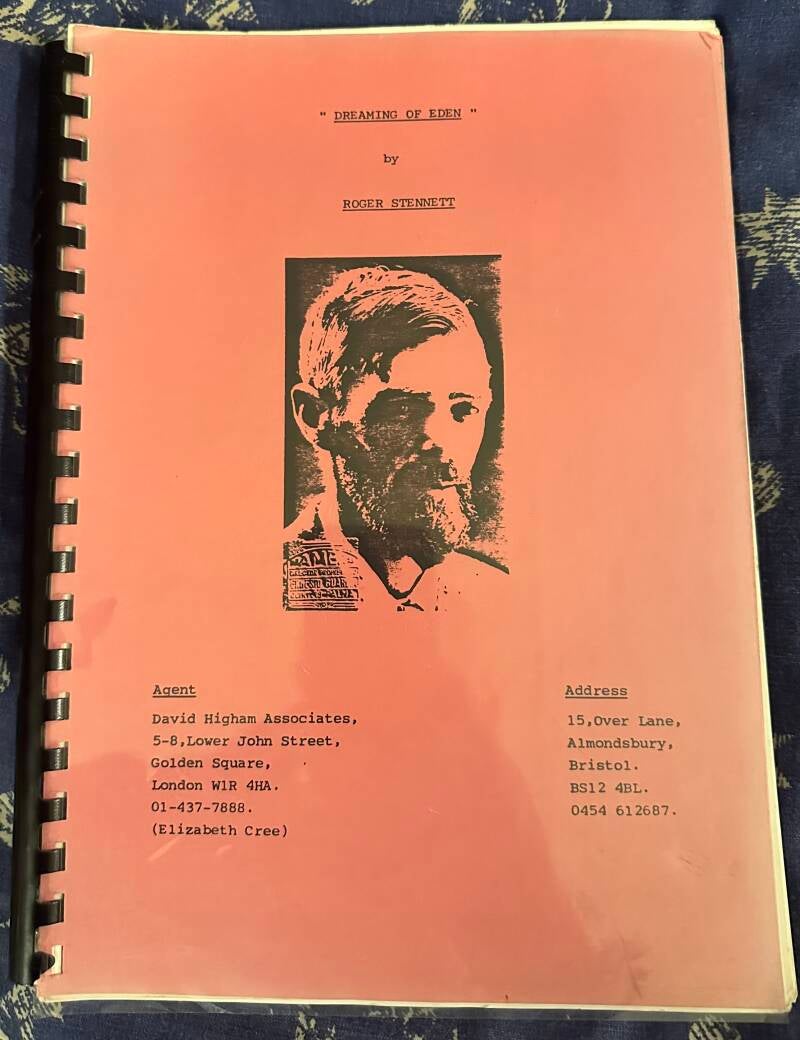 " DREAMING OF EDEN "
by
ROGER STENNETT
Agent
David Higham Associates,
5-8,Lower John Street,
Golden Square,
London W1R 4HA.
01-437-7888.
(Elizabeth Cree)
Address
15,Over Lane,
Almondsbury,
Bristol.
BS12 4BL.
0454 612687.